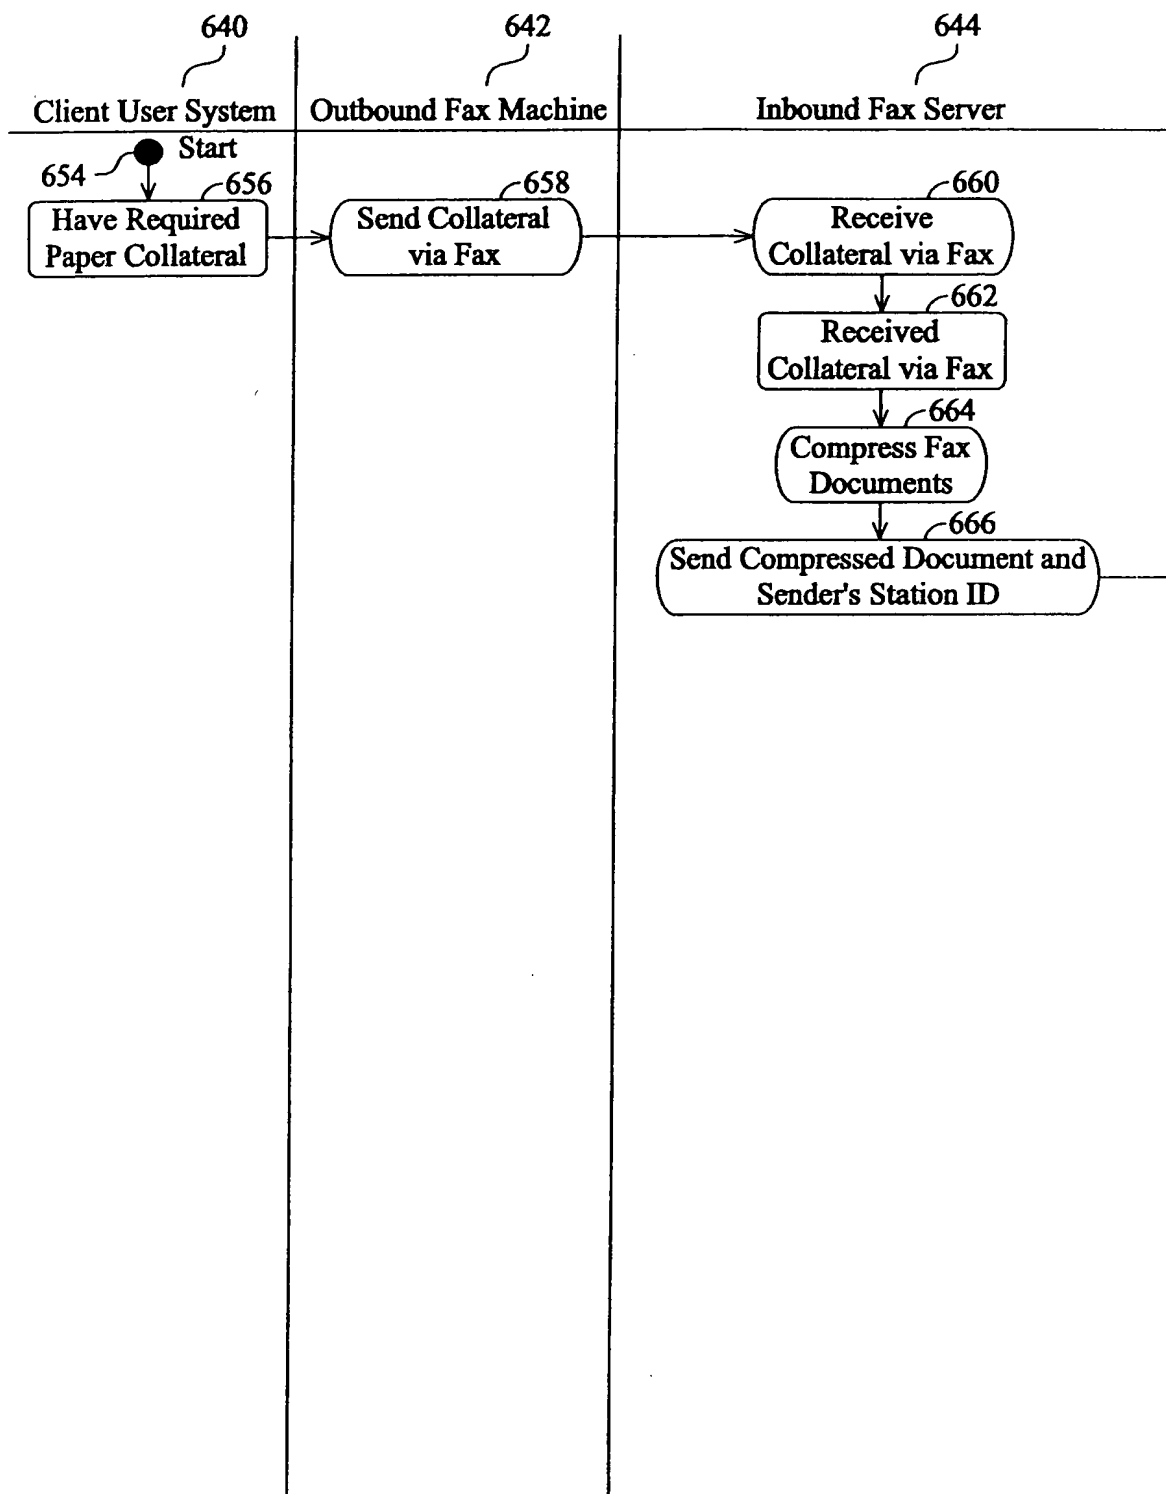 640
642
644
Client User System
Outbound Fax Machine
Inbound Fax Server
Start
654
656
Have Required
Paper Collateral
658
Send Collateral
via Fax
660
Receive
Collateral via Fax
662
Received
Collateral via Fax
664
Compress Fax
Documents
666
Send Compressed Document and
Sender's Station ID